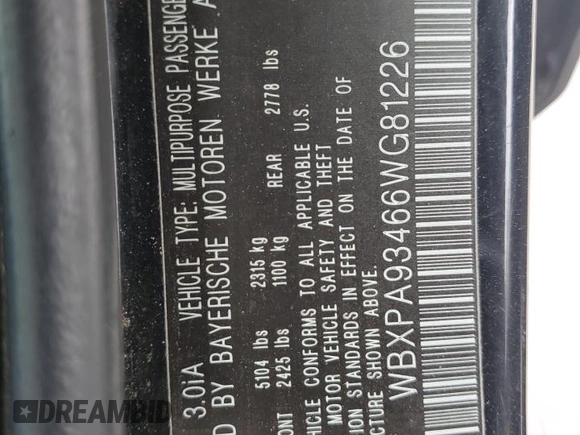 3.0iA VEHICLE TYPE: MULTIPURPOSE PASSENGE
D BY BAYERISCHE MOTOREN WERKE A
5104 lbs 2315 kg
ONT 2425 lbs 1100 kg REAR 2778 lbs
HICLE CONFORMS TO ALL APPLICABLE U.S.
MOTOR VEHICLE SAFETY AND THEFT
ION STANDARDS IN EFFECT ON THE DATE OF
CTURE SHOWN ABOVE.
WBXPA93466WG81226
DREAMBID